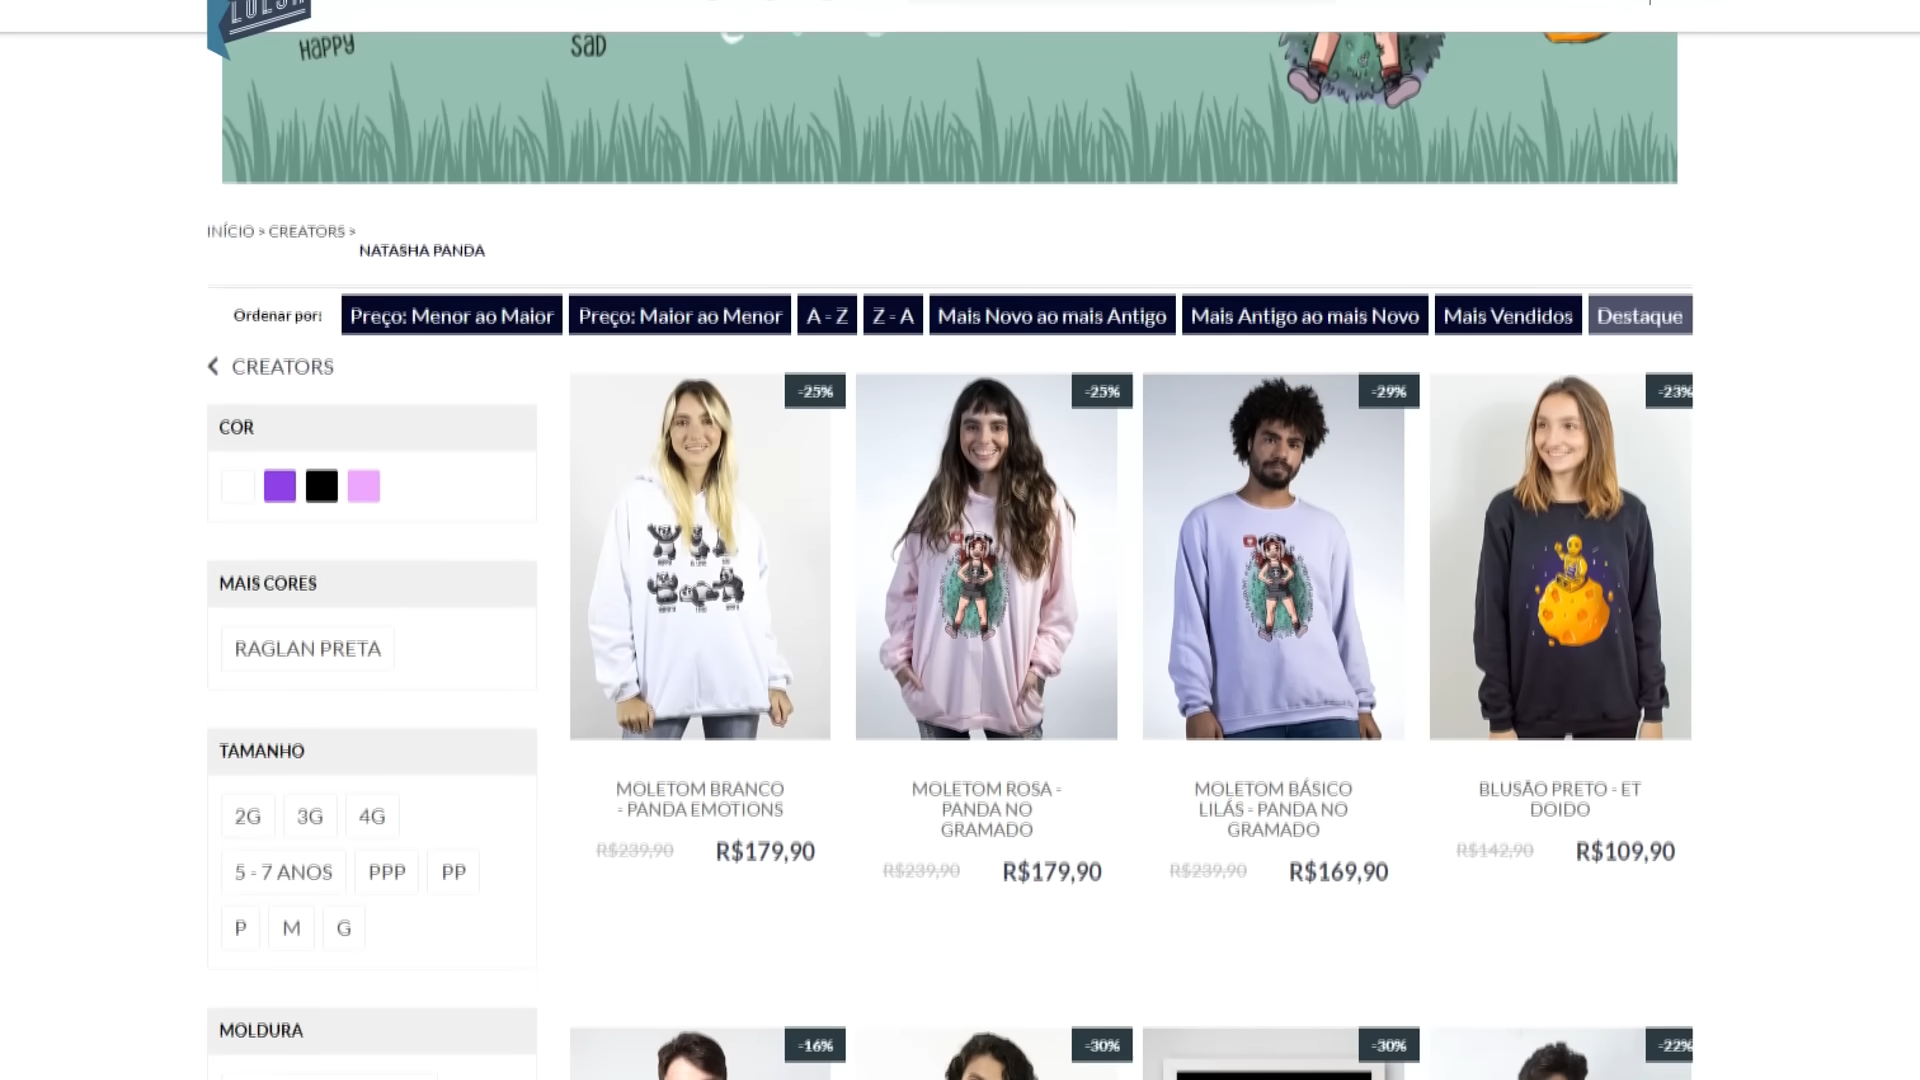 HAPPY
SAD
INÍCIO > CREATORS >
NATASHA PANDA
Ordenar por:
Preço: Menor ao Maior
Preço: Maior ao Menor
A - Z
Z - A
Mais Novo ao mais Antigo
Mais Antigo ao mais Novo
Mais Vendidos
Destaque
CREATORS
COR
MAIS CORES
RAGLAN PRETA
TAMANHO
2G
3G
4G
5 - 7 ANOS
PPP
PP
P
M
G
MOLDURA
-25%
-25%
-29%
-23%
MOLETOM BRANCO
- PANDA EMOTIONS
R$239,90 R$179,90
MOLETOM ROSA -
PANDA NO
GRAMADO
R$239,90 R$179,90
MOLETOM BÁSICO
LILÁS - PANDA NO
GRAMADO
R$239,90 R$169,90
BLUSÃO PRETO - ET
DOIDO
R$142,90 R$109,90
-16%
-30%
-30%
-22%